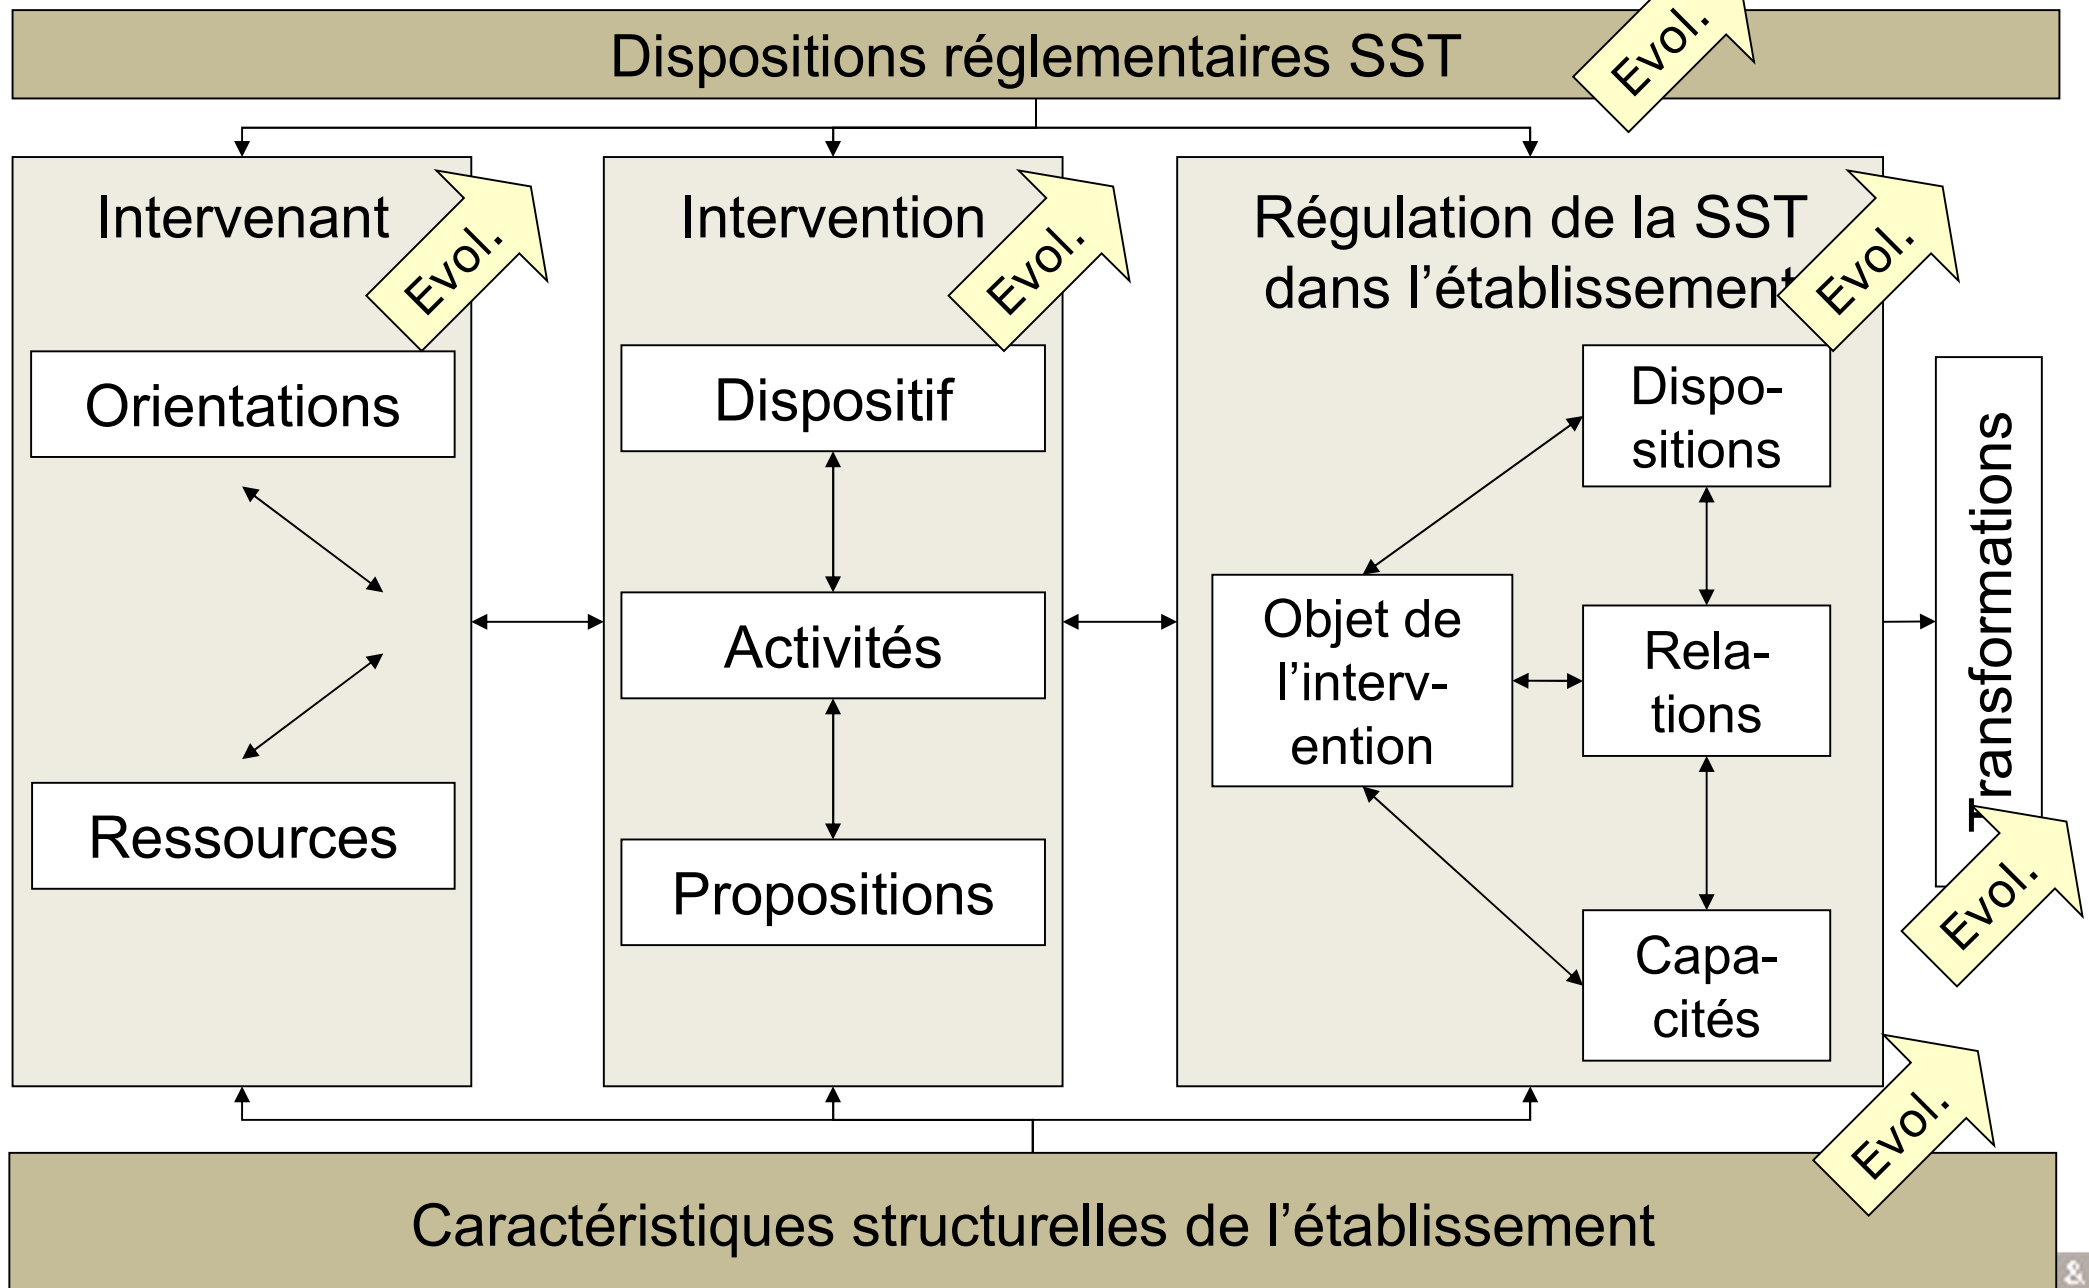 Dispositions réglementaires SST
Evol.
Intervenant
Evol.
Orientations
Ressources
Intervention
Evol.
Dispositif
Activités
Propositions
Régulation de la SST
dans l’établissement
Evol.
Dispo-
sitions
Objet de
l’interv-
ention
Rela-
tions
Capa-
cités
Transformations
Evol.
Evol.
Caractéristiques structurelles de l’établissement
&